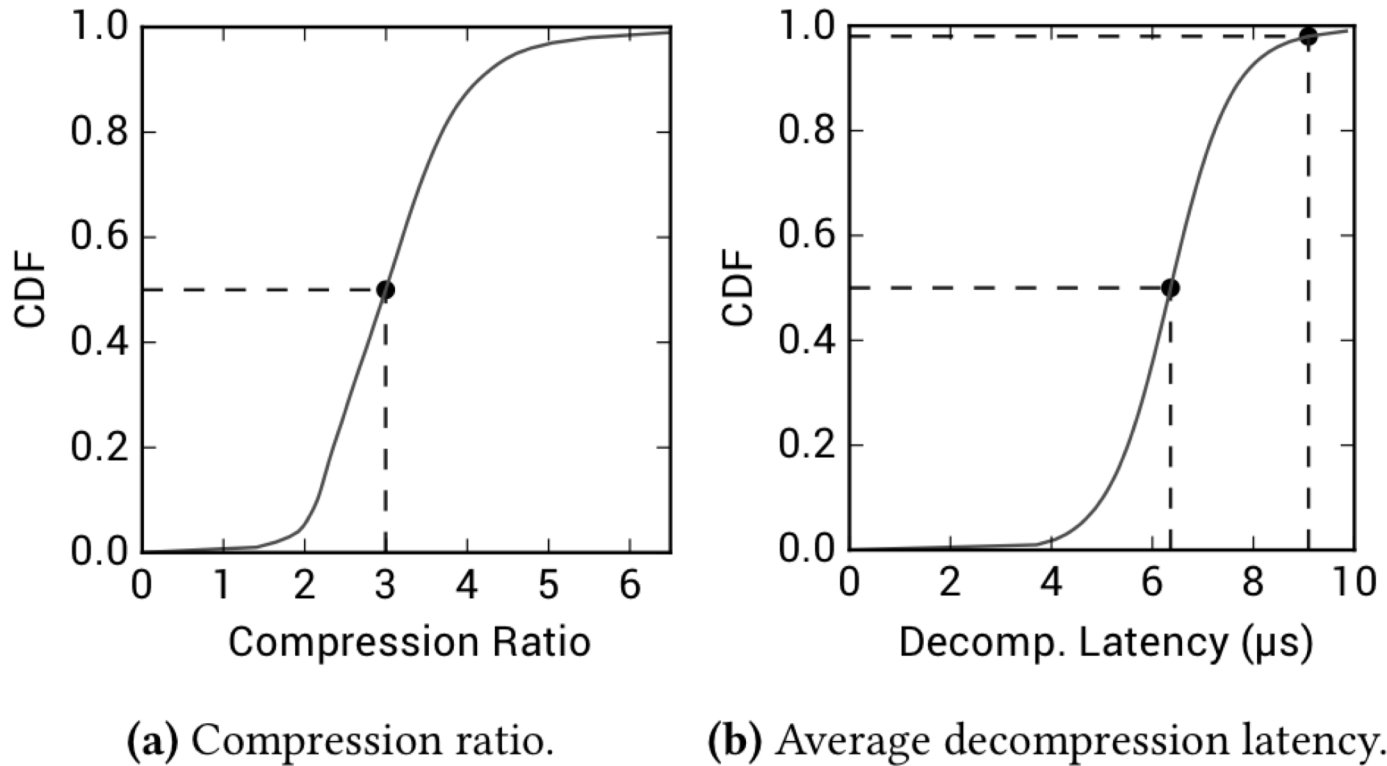 1.0
0.8
0.6
0.4
0.2
0.0
CDF
0 1 2 3 4 5 6
Compression Ratio
(a) Compression ratio.
1.0
0.8
0.6
0.4
0.2
0.0
CDF
0 2 4 6 8 10
Decomp. Latency (μs)
(b) Average decompression latency.